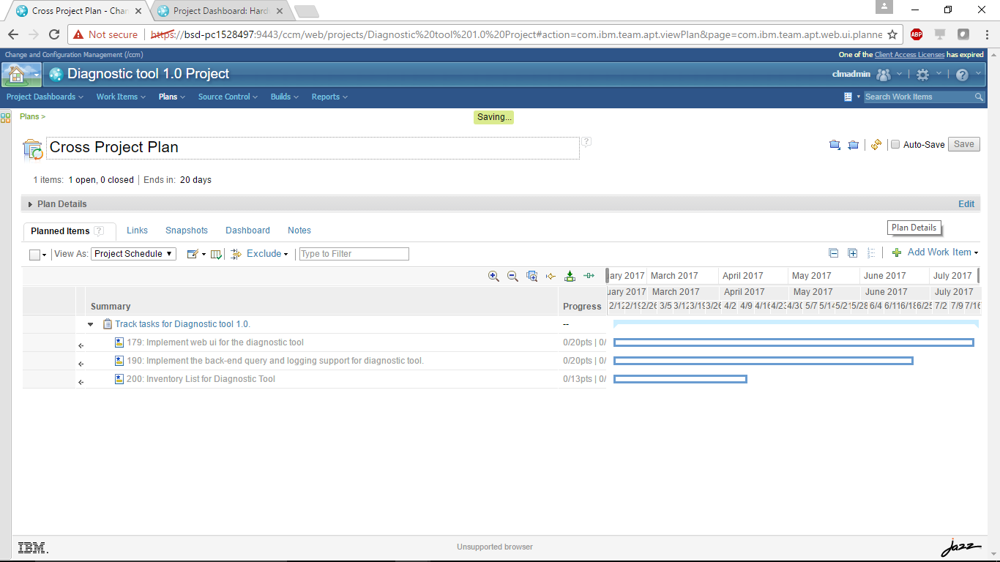 Cross Project Plan - Chan
Project Dashboard: Hard
Not secure
https://bsd-pc1528497:9443/ccm/web/projects/Diagnostic%20tool%201.0%20Project#action=com.ibm.team.apt.viewPlan&page=com.ibm.team.apt.web.ui.planne
ABP
Change and Configuration Management (/ccm)
One of the Client Access Licenses has expired
Diagnostic tool 1.0 Project
clmadmin
Project Dashboards
Work Items
Plans
Source Control
Builds
Reports
Search Work Items
Plans >
Saving...
Cross Project Plan
?
Auto-Save
Save
1 items: 1 open, 0 closed | Ends in: 20 days
Plan Details
Edit
Planned Items ?
Links
Snapshots
Dashboard
Notes
Plan Details
View As: Project Schedule
Exclude
Type to Filter
Add Work Item
ary 2017 March 2017 April 2017 May 2017 June 2017 July 2017
uary 2017 March 2017 April 2017 May 2017 June 2017 July 2017
Summary
Progress
2/12 2/19 2/26 3/5 3/12 3/19 3/26 4/2 4/9 4/16 4/23 4/30 5/7 5/14 5/21 5/28 6/4 6/11 6/18 6/25 7/2 7/9 7/16
Track tasks for Diagnostic tool 1.0.
--
179: Implement web ui for the diagnostic tool
0/20pts | 0/
190: Implement the back-end query and logging support for diagnostic tool.
0/20pts | 0/
200: Inventory List for Diagnostic Tool
0/13pts | 0/
IBM.
Unsupported browser
jazz